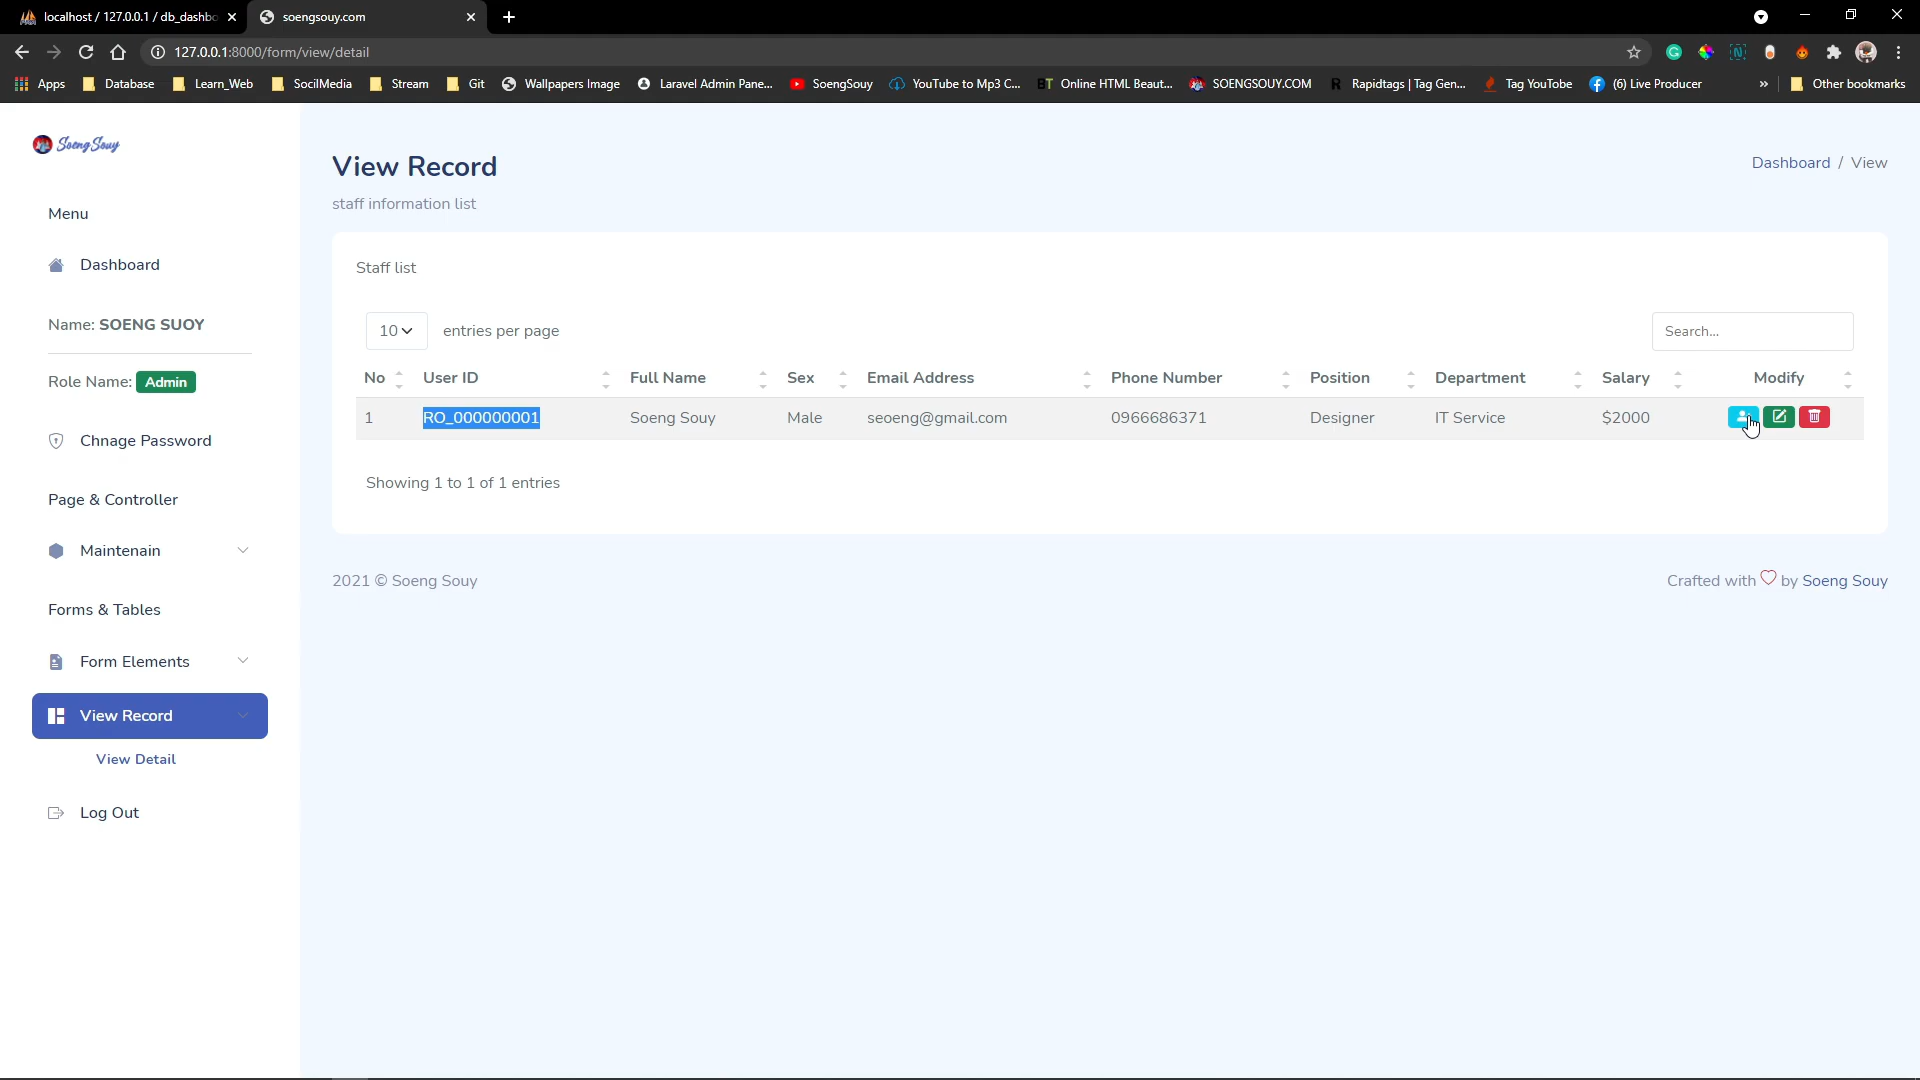 localhost / 127.0.0.1 / db_dashbo
soengsouy.com
127.0.0.1:8000/form/view/detail
Apps Database Learn_Web SocilMedia Stream Git Wallpapers Image Laravel Admin Pane... SoengSouy YouTube to Mp3 C... BT Online HTML Beaut... SOENGSOUY.COM R Rapidtags | Tag Gen... Tag YouTube (6) Live Producer » Other bookmarks
Soeng Souy
Menu
Dashboard
Name: SOENG SUOY
Role Name: Admin
Chnage Password
Page & Controller
Maintenain
Forms & Tables
Form Elements
View Record
View Detail
Log Out
View Record
staff information list
Dashboard / View
Staff list
10 entries per page
Search...
No User ID Full Name Sex Email Address Phone Number Position Department Salary Modify
1 RO_000000001 Soeng Souy Male seoeng@gmail.com 0966686371 Designer IT Service $2000
Showing 1 to 1 of 1 entries
2021 © Soeng Souy
Crafted with ♡ by Soeng Souy